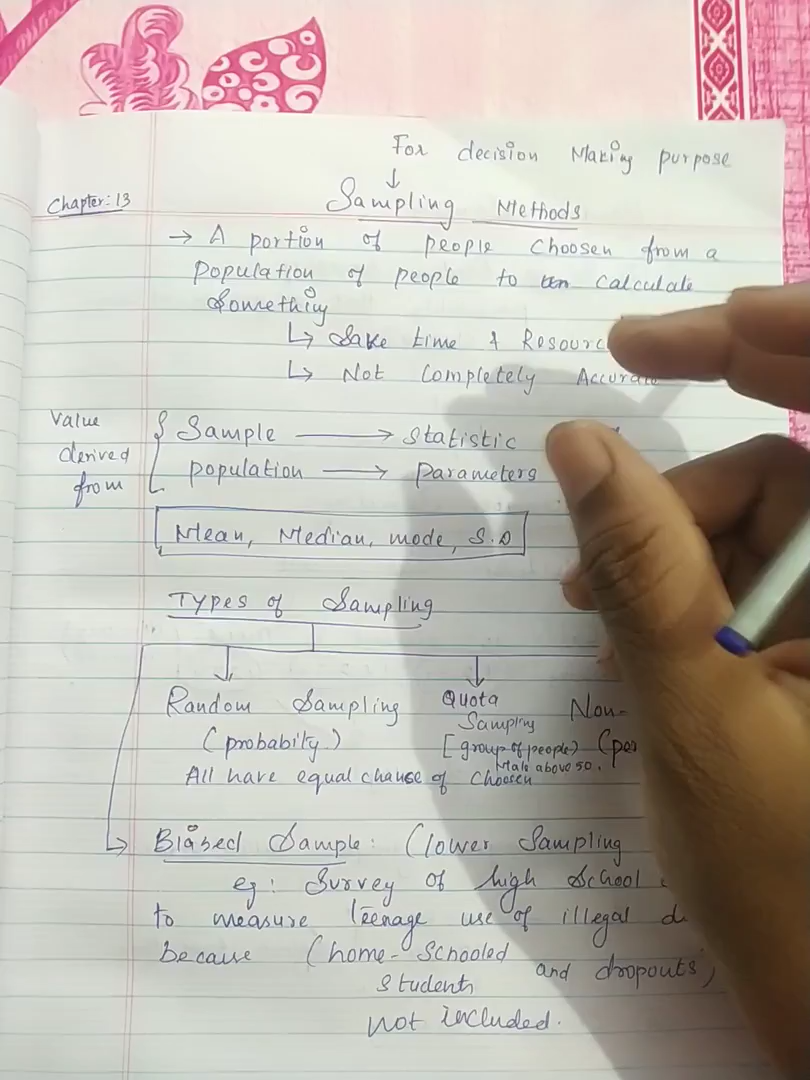 For decision Making purpose
↓
Chapter: 13
Sampling Methods
→ A portion of people choosen from a
population of people to calculate
Something
↳ Save time & Resourc
↳ Not Completely Accurate
Value derived from
Sample → Statistic
population → parameters
Mean, Median, mode, S.D
Types of Sampling
Random Sampling
(probabity)
All have equal chance of Choosen
Quota
Sampling
[group of people)
Male above 50.
Non-
(per
Biased Sample: (lower Sampling
eg: Survey of high School
to measure teenage use of illegal d
because (home-Schooled and dropouts,
Students
not included.